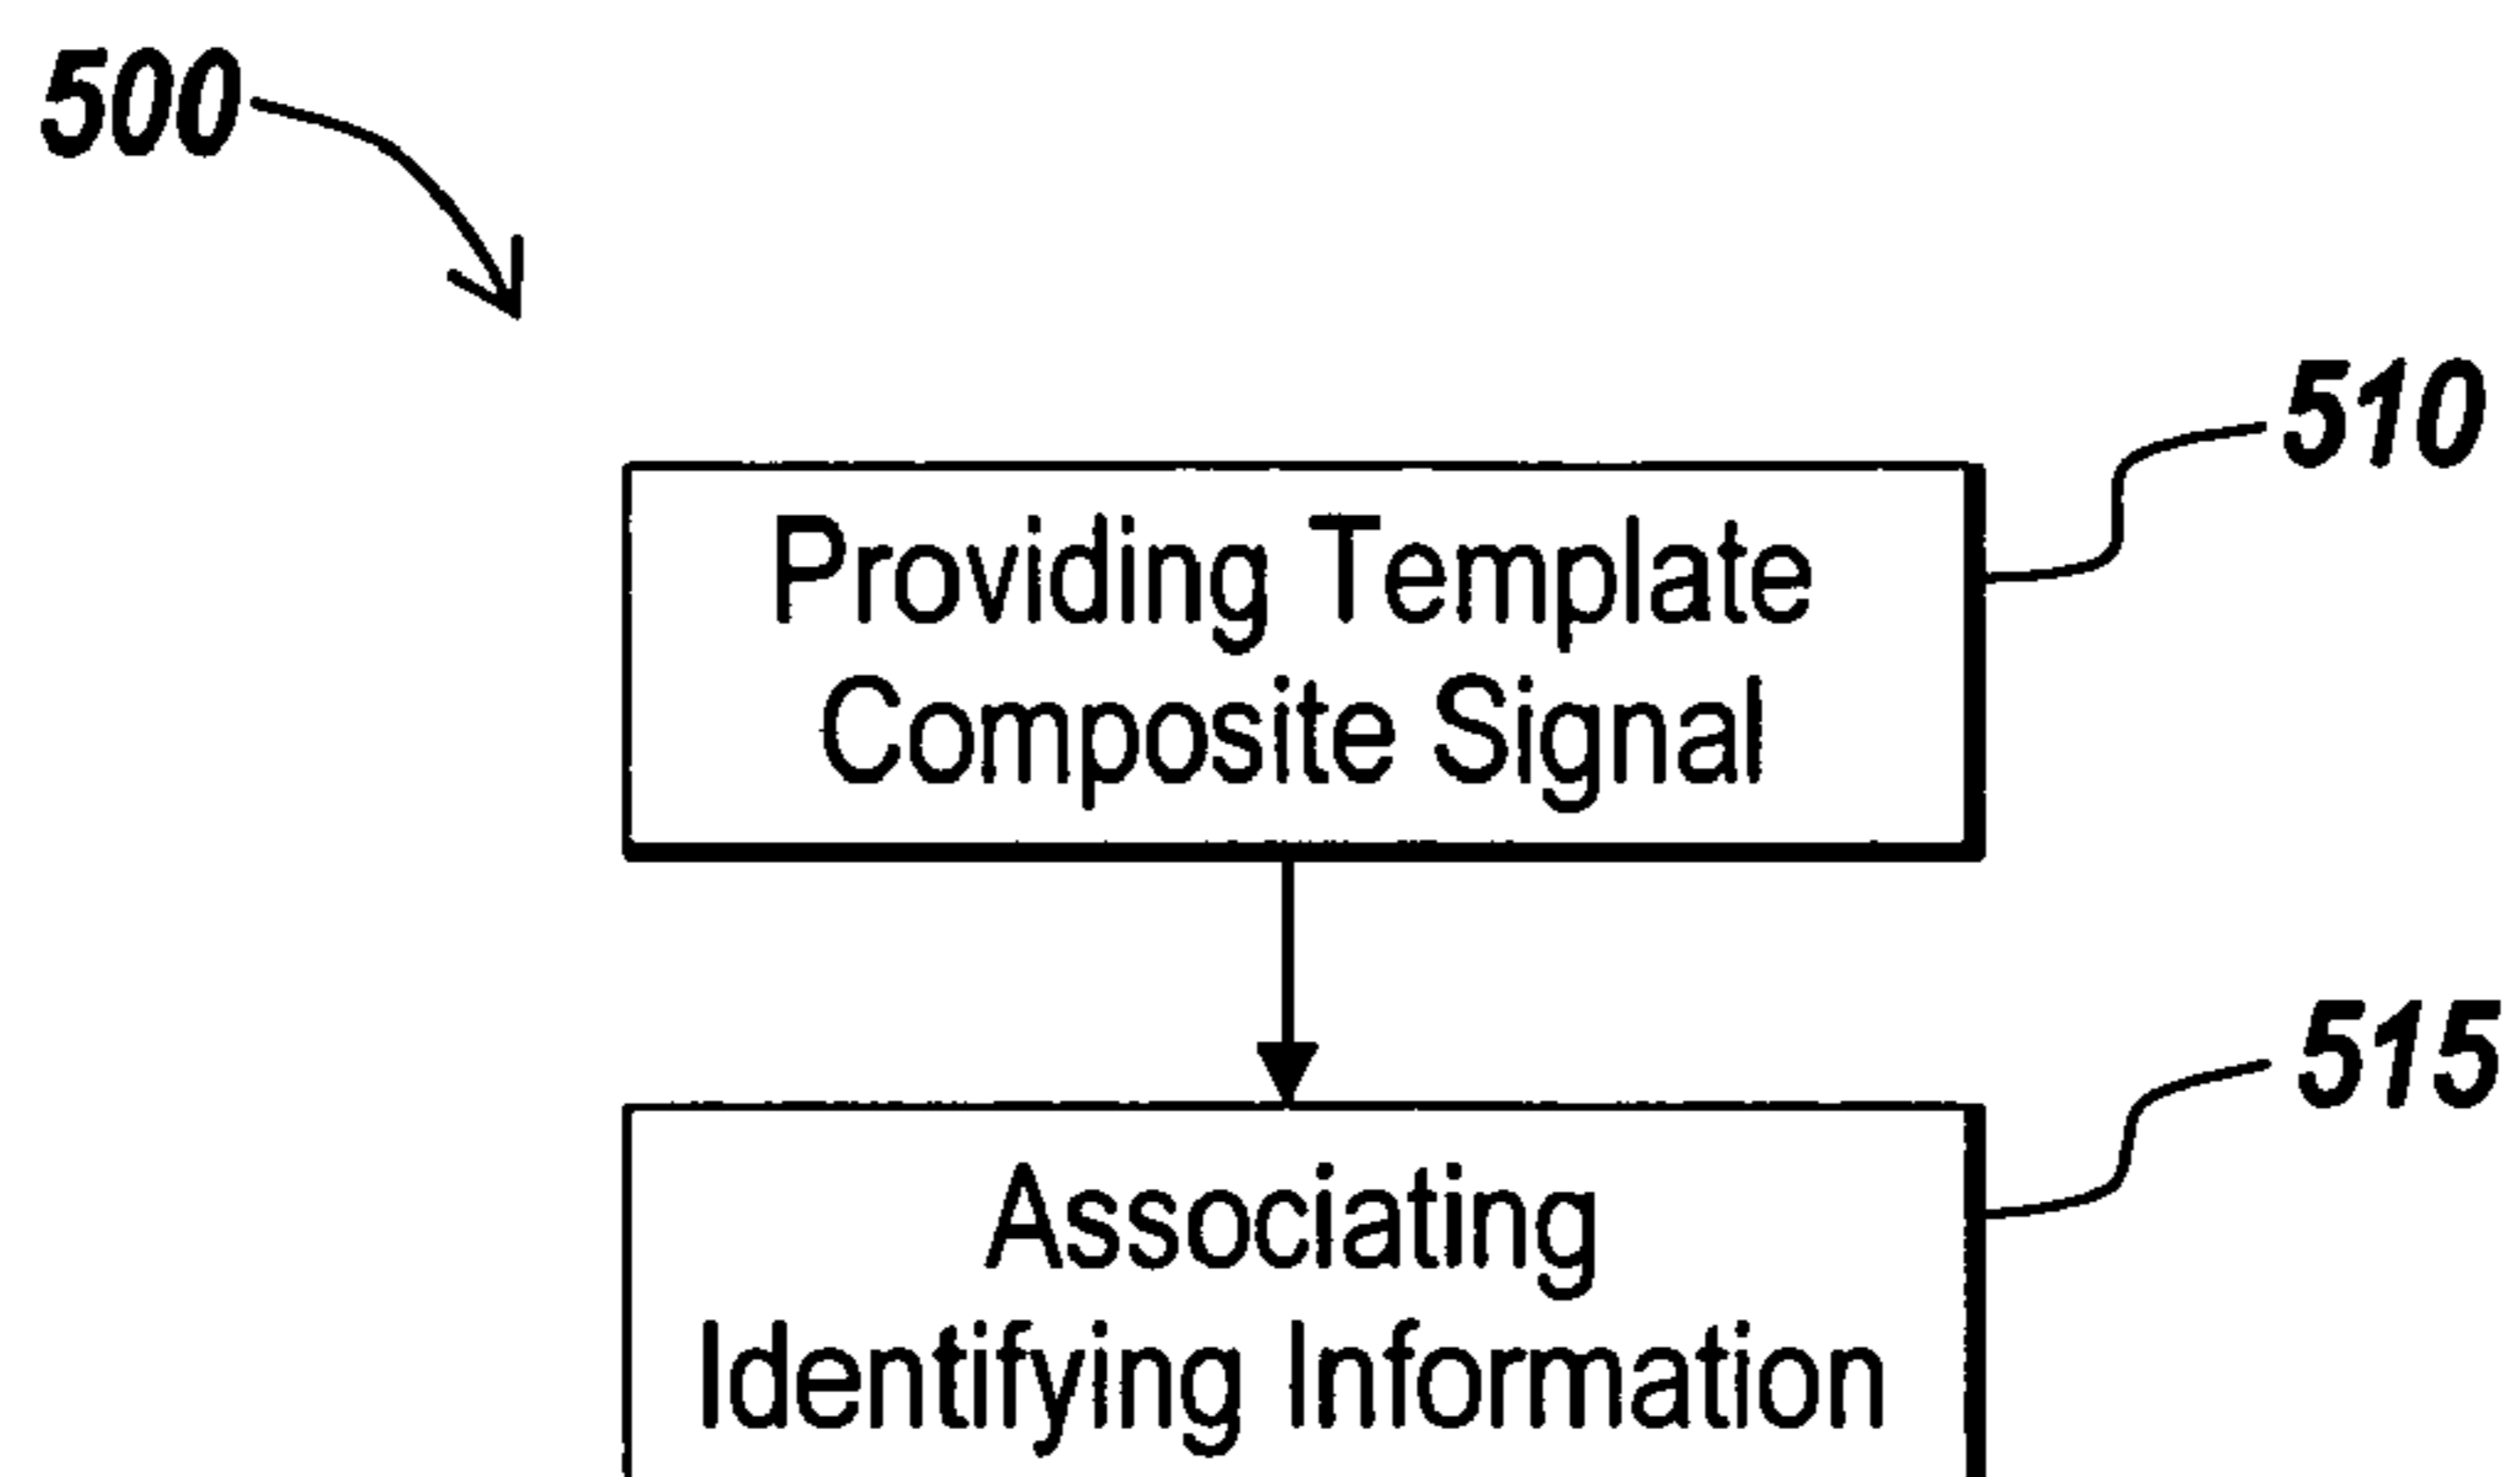 500
510
Providing Template
Composite Signal
515
Associating
Identifying Information